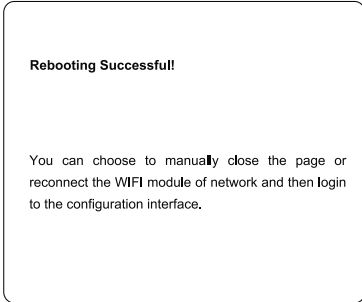 Rebooting Successful!
You can choose to manually close the page or
reconnect the WIFI module of network and then login
to the configuration interface.